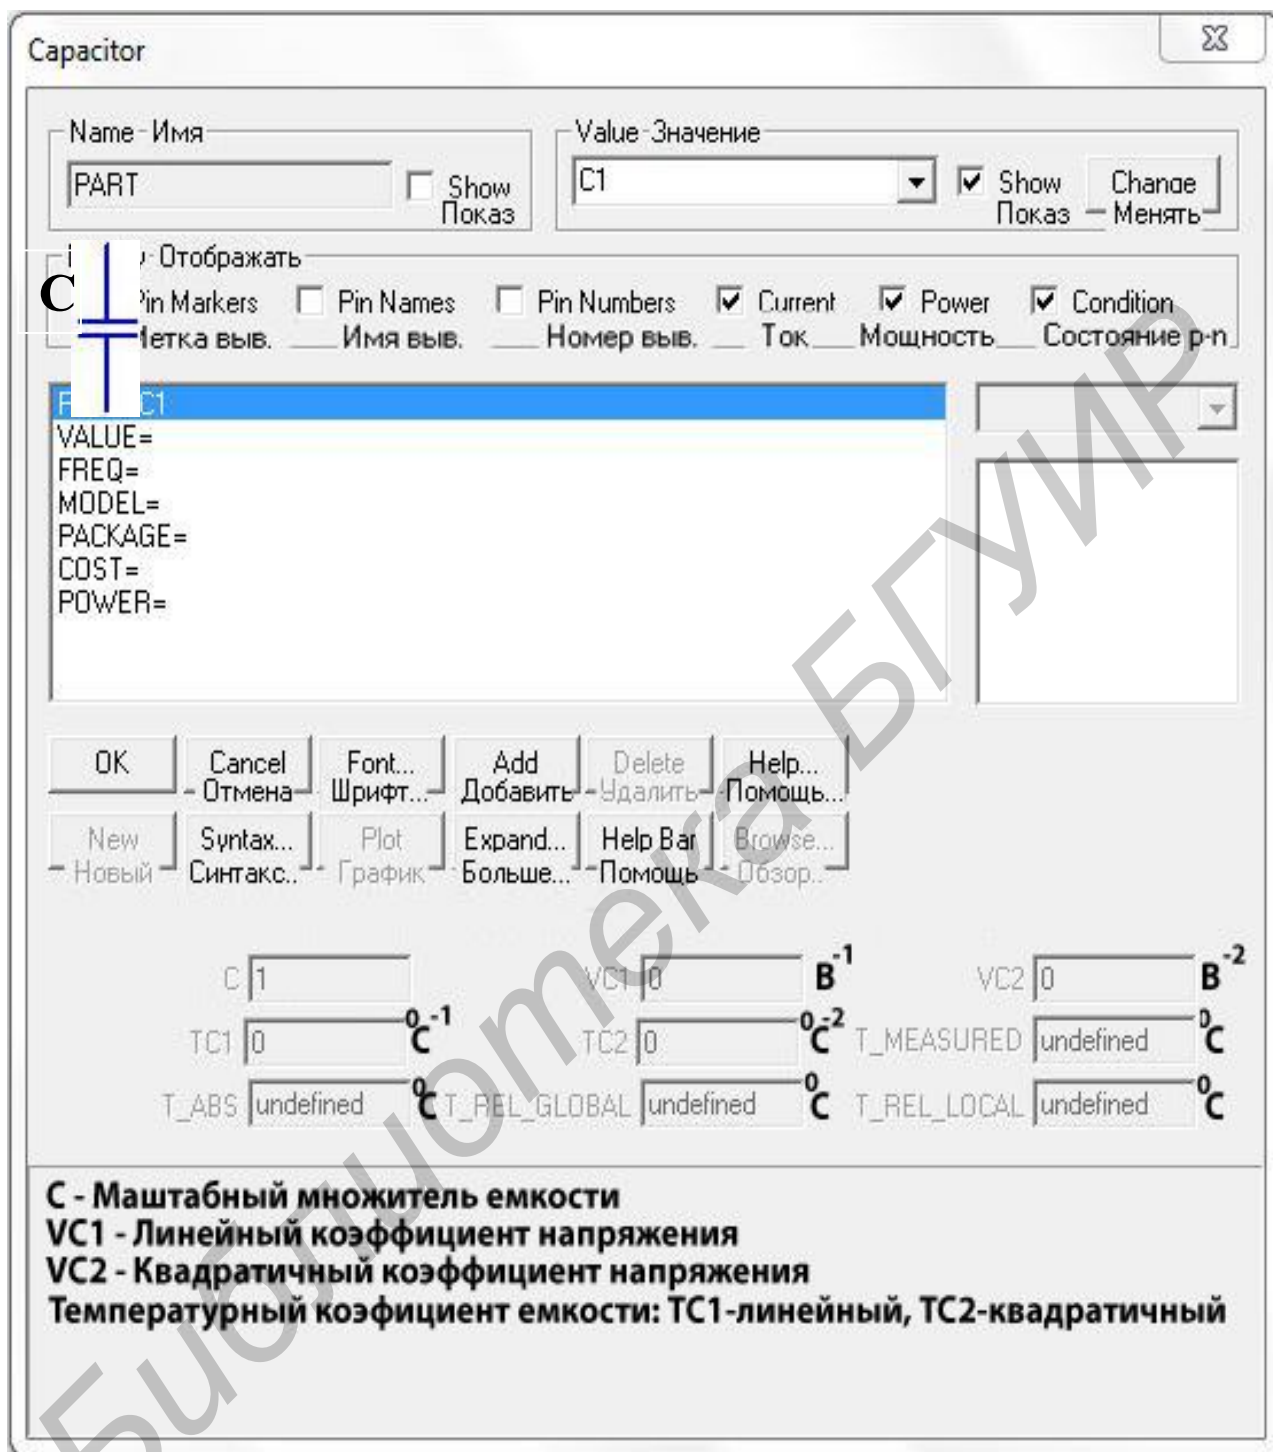 Capacitor
Name - Имя
PART
Show
Показ
Value - Значение
C1
Show
Показ
Change
Менять
Отображать
C
Pin Markers Pin Names Pin Numbers Current Power Condition
Метка выв. Имя выв. Номер выв. Ток Мощность Состояние p-n
C1
VALUE=
FREQ=
MODEL=
PACKAGE=
COST=
POWER=
OK Cancel Font... Add Delete Help...
Отмена Шрифт... Добавить Удалить Помощь...
New Syntax... Plot Expand... Help Bar Browse...
Новый Синтакс.. График Больше... Помощь Обзор..
C 1 VC1 0 В-1 VC2 0 В-2
TC1 0 0C-1 TC2 0 0C-2 T_MEASURED undefined 0C
T_ABS undefined 0C T_REL_GLOBAL undefined 0C T_REL_LOCAL undefined 0C
C - Маштабный множитель емкости
VC1 - Линейный коэффициент напряжения
VC2 - Квадратичный коэффициент напряжения
Температурный коэфициент емкости: TC1-линейный, TC2-квадратичный
Библиотека БГУИР